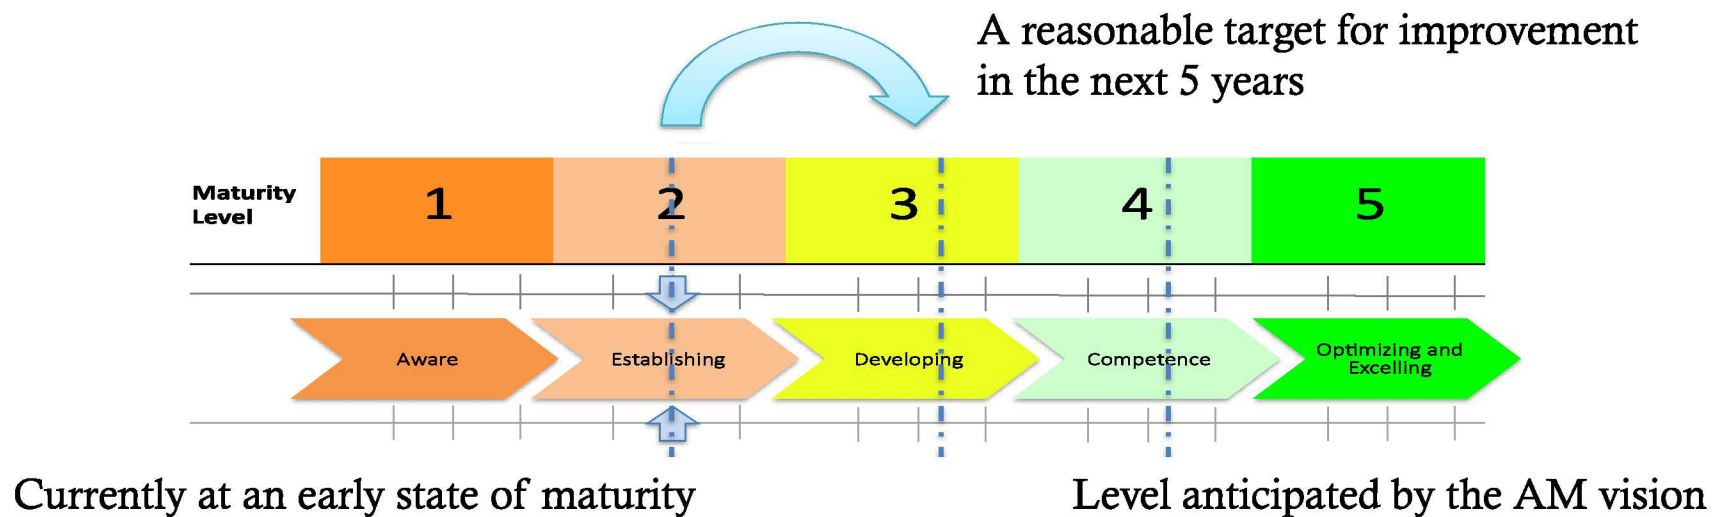 A reasonable target for improvement
in the next 5 years
Maturity
Level
1
2
3
4
5
Aware
Establishing
Developing
Competence
Optimizing and
Excelling
Currently at an early state of maturity
Level anticipated by the AM vision